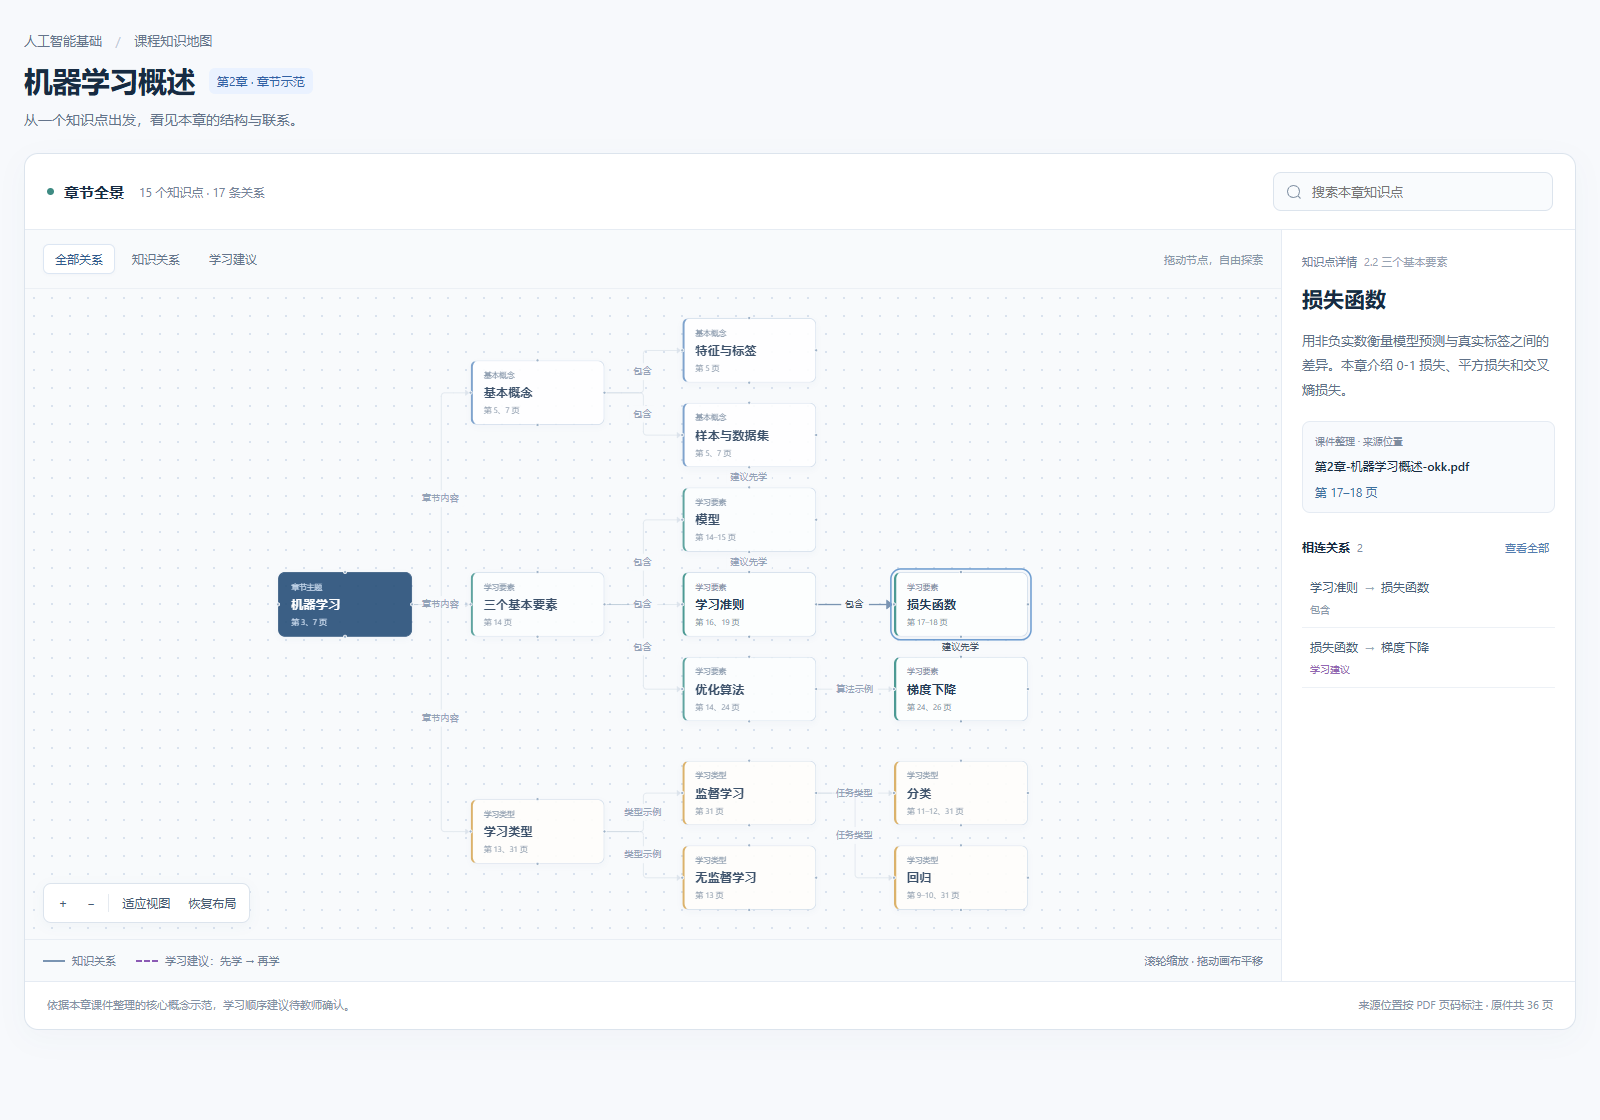 人工智能基础 / 课程知识地图
机器学习概述 第2章 · 章节示范
从一个知识点出发，看见本章的结构与联系。
章节全景 15 个知识点 · 17 条关系
搜索本章知识点
全部关系 知识关系 学习建议
拖动节点，自由探索
基本概念
特征与标签
第 5 页
基本概念
基本概念
第 5、7 页
包含
包含
基本概念
样本与数据集
第 5、7 页
建议先学
章节内容
学习要素
模型
第 14-15 页
包含
建议先学
章节主题
机器学习
第 3、7 页
章节内容
学习要素
三个基本要素
第 14 页
包含
学习要素
学习准则
第 16、19 页
包含
学习要素
损失函数
第 17-18 页
包含
建议先学
学习要素
优化算法
第 14、24 页
算法示例
学习要素
梯度下降
第 24、26 页
章节内容
学习类型
监督学习
第 31 页
任务类型
学习类型
分类
第 11-12、31 页
学习类型
学习类型
第 13、31 页
类型示例
类型示例
任务类型
学习类型
无监督学习
第 13 页
学习类型
回归
第 9-10、31 页
+ − 适应视图 恢复布局
知识关系 学习建议：先学 → 再学
滚轮缩放 · 拖动画布平移
知识点详情 2.2 三个基本要素
损失函数
用非负实数衡量模型预测与真实标签之间的
差异。本章介绍 0-1 损失、平方损失和交叉
熵损失。
课件整理 · 来源位置
第2章-机器学习概述-okk.pdf
第 17–18 页
相连关系 2
查看全部
学习准则 → 损失函数
包含
损失函数 → 梯度下降
学习建议
依据本章课件整理的核心概念示范，学习顺序建议待教师确认。
来源位置按 PDF 页码标注 · 原件共 36 页